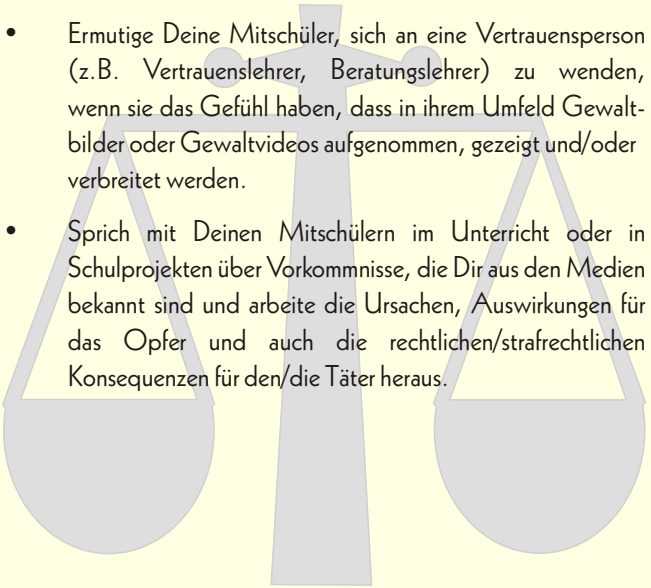 • Ermutige Deine Mitschüler, sich an eine Vertrauensperson
(z.B. Vertrauenslehrer, Beratungslehrer) zu wenden,
wenn sie das Gefühl haben, dass in ihrem Umfeld Gewalt-
bilder oder Gewaltvideos aufgenommen, gezeigt und/oder
verbreitet werden.
• Sprich mit Deinen Mitschülern im Unterricht oder in
Schulprojekten über Vorkommnisse, die Dir aus den Medien
bekannt sind und arbeite die Ursachen, Auswirkungen für
das Opfer und auch die rechtlichen/strafrechtlichen
Konsequenzen für den/die Täter heraus.